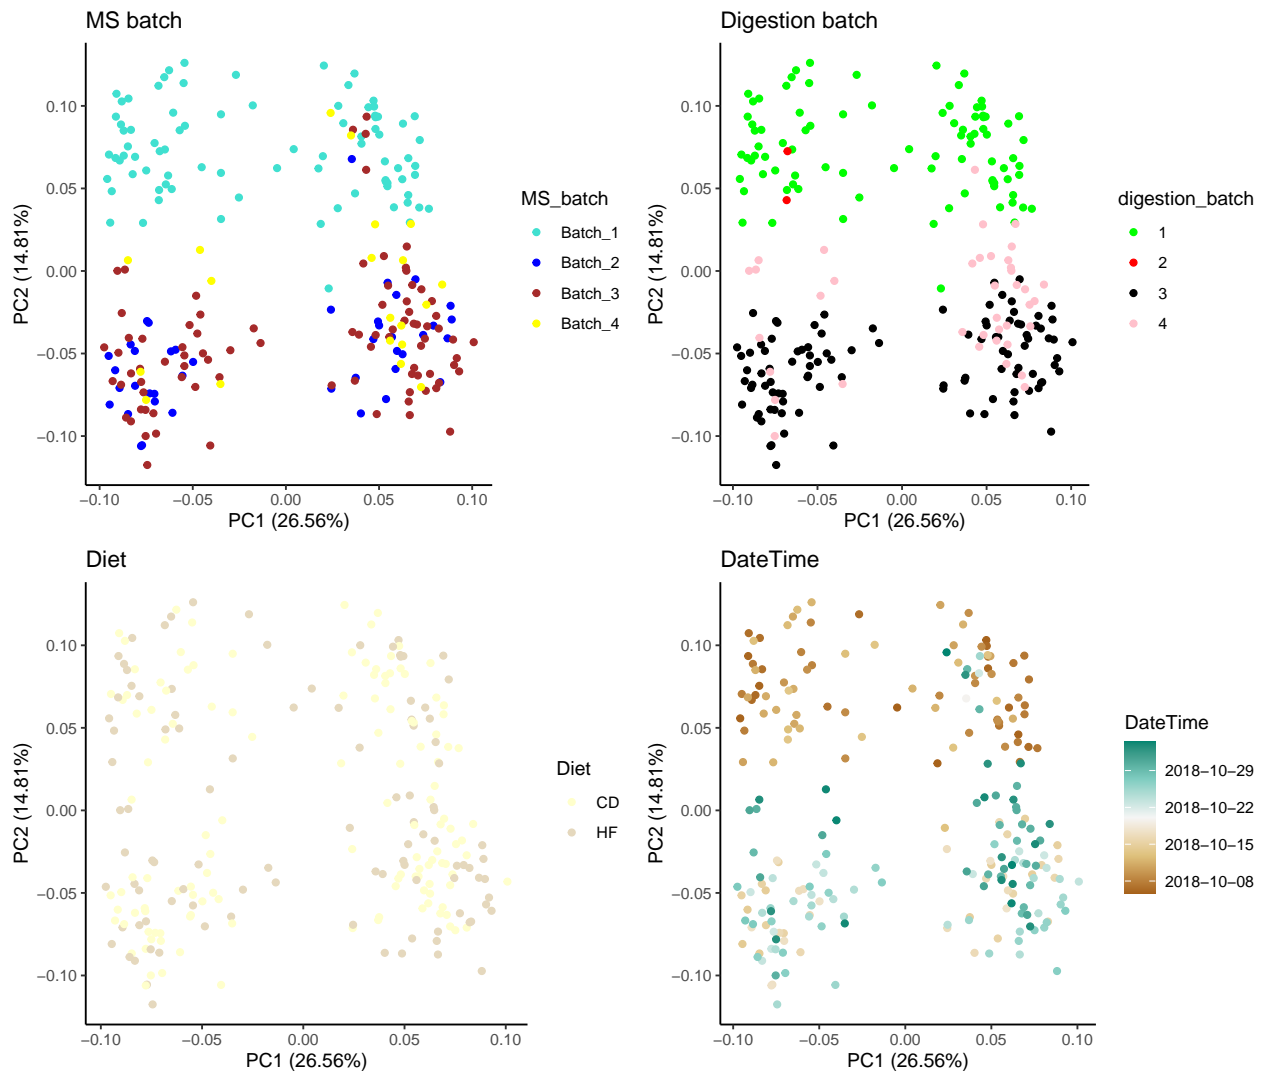 MS batch
0.10
0.05
0.00
−0.05
−0.10
−0.10
−0.05
0.00
0.05
0.10
PC1 (26.56%)
PC2 (14.81%)
MS_batch
Batch_1
Batch_2
Batch_3
Batch_4
Digestion batch
0.10
0.05
0.00
−0.05
−0.10
−0.10
−0.05
0.00
0.05
0.10
PC1 (26.56%)
PC2 (14.81%)
digestion_batch
1
2
3
4
Diet
0.10
0.05
0.00
−0.05
−0.10
−0.10
−0.05
0.00
0.05
0.10
PC1 (26.56%)
PC2 (14.81%)
Diet
CD
HF
DateTime
0.10
0.05
0.00
−0.05
−0.10
−0.10
−0.05
0.00
0.05
0.10
PC1 (26.56%)
PC2 (14.81%)
DateTime
2018−10−29
2018−10−22
2018−10−15
2018−10−08